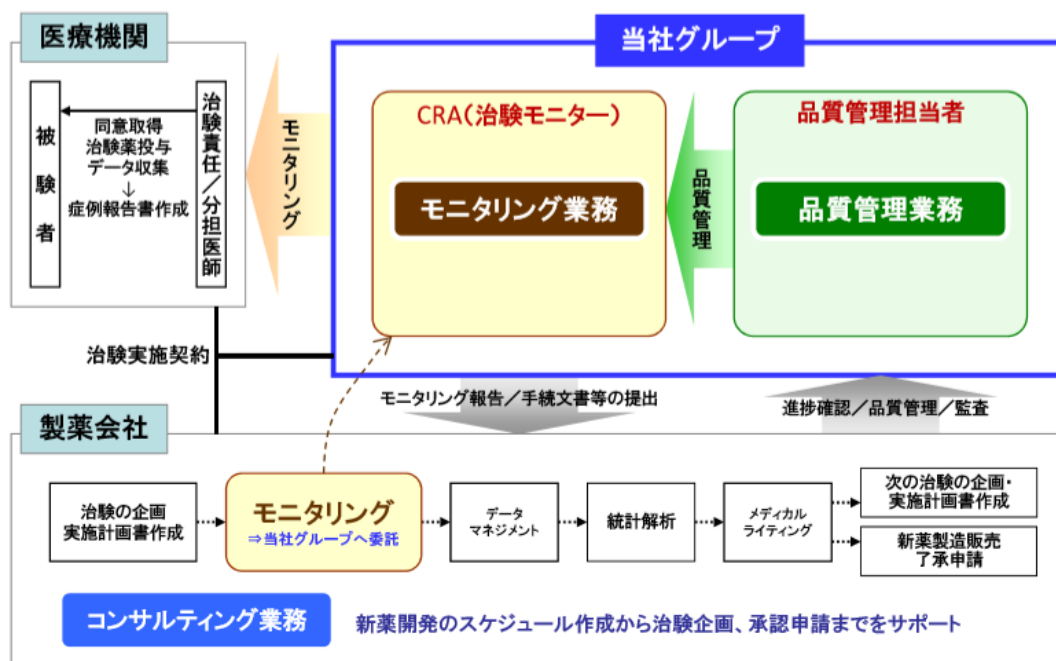 医療機関
被験者
同意取得
治験薬投与
データ収集
↓
症例報告書作成
治験責任／分担医師
モニタリング
当社グループ
CRA(治験モニター)
モニタリング業務
品質管理
品質管理担当者
品質管理業務
治験実施契約
モニタリング報告／手続文書等の提出
進捗確認／品質管理／監査
製薬会社
治験の企画
実施計画書作成
モニタリング
⇒当社グループへ委託
データ
マネジメント
統計解析
メディカル
ライティング
次の治験の企画・
実施計画書作成
新薬製造販売
了承申請
コンサルティング業務
新薬開発のスケジュール作成から治験企画、承認申請までをサポート